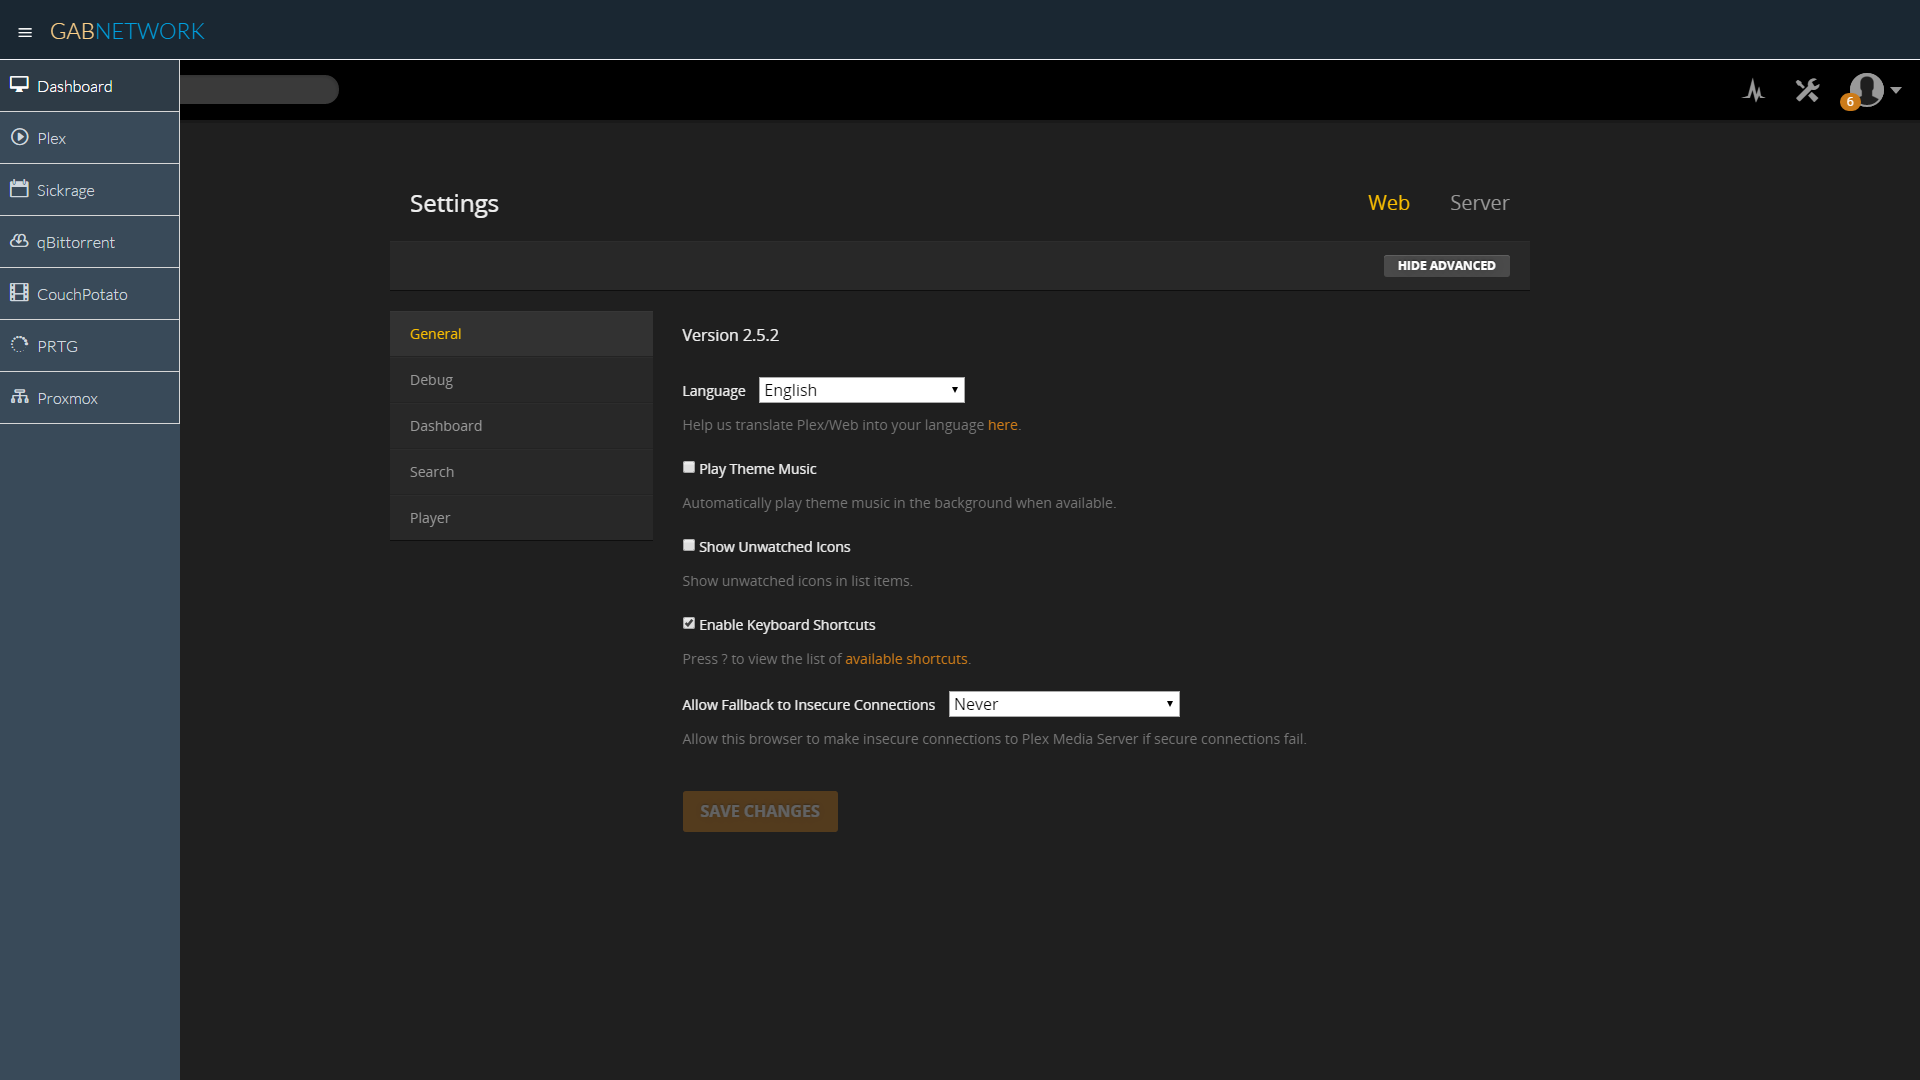 GABNETWORK
Dashboard
Plex
Sickrage
qBittorrent
CouchPotato
PRTG
Proxmox
6
Settings
Web
Server
HIDE ADVANCED
General
Debug
Dashboard
Search
Player
Version 2.5.2
Language English
Help us translate Plex/Web into your language here.
Play Theme Music
Automatically play theme music in the background when available.
Show Unwatched Icons
Show unwatched icons in list items.
Enable Keyboard Shortcuts
Press ? to view the list of available shortcuts.
Allow Fallback to Insecure Connections Never
Allow this browser to make insecure connections to Plex Media Server if secure connections fail.
SAVE CHANGES